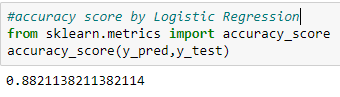 #accuracy score by Logistic Regression
from sklearn.metrics import accuracy_score
accuracy_score(y_pred,y_test)
0.8821138211382114